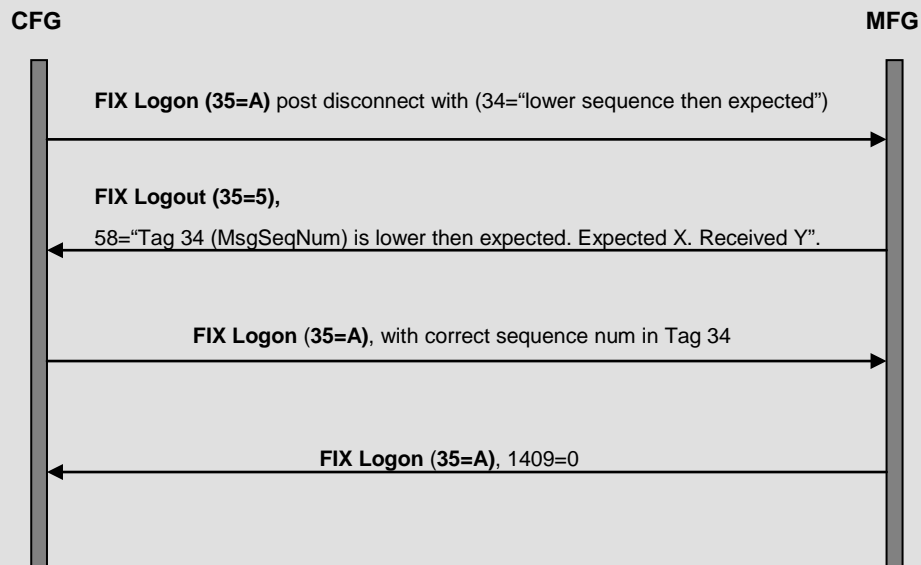 CFG
MFG
FIX Logon (35=A) post disconnect with (34=“lower sequence then expected”)
FIX Logout (35=5),
58=“Tag 34 (MsgSeqNum) is lower then expected. Expected X. Received Y”.
FIX Logon (35=A), with correct sequence num in Tag 34
FIX Logon (35=A), 1409=0